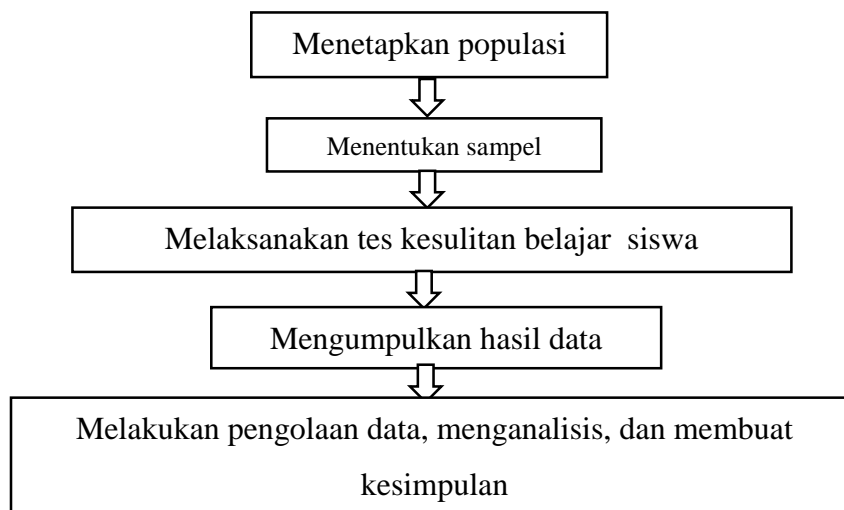 Menetapkan populasi
Menentukan sampel
Melaksanakan tes kesulitan belajar siswa
Mengumpulkan hasil data
Melakukan pengolaan data, menganalisis, dan membuat
kesimpulan